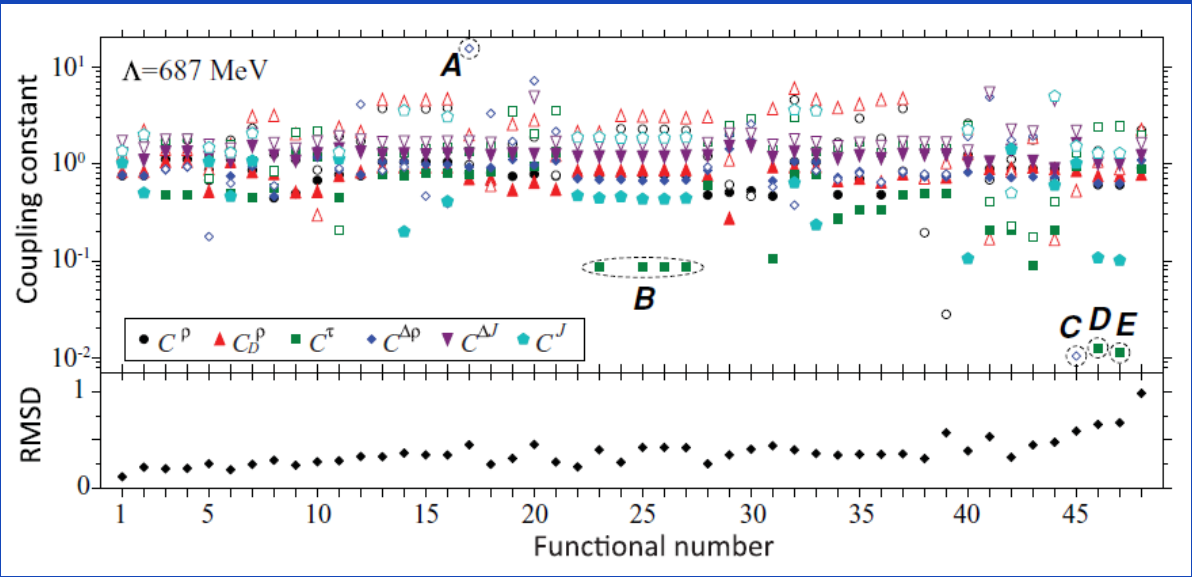 Λ=687 MeV
A
B
C D E
Coupling constant
10¹
10⁰
10⁻¹
10⁻²
C^ρ C_D^ρ C^τ C^Δρ C^ΔJ C^J
RMSD
1
0
1 5 10 15 20 25 30 35 40 45
Functional number